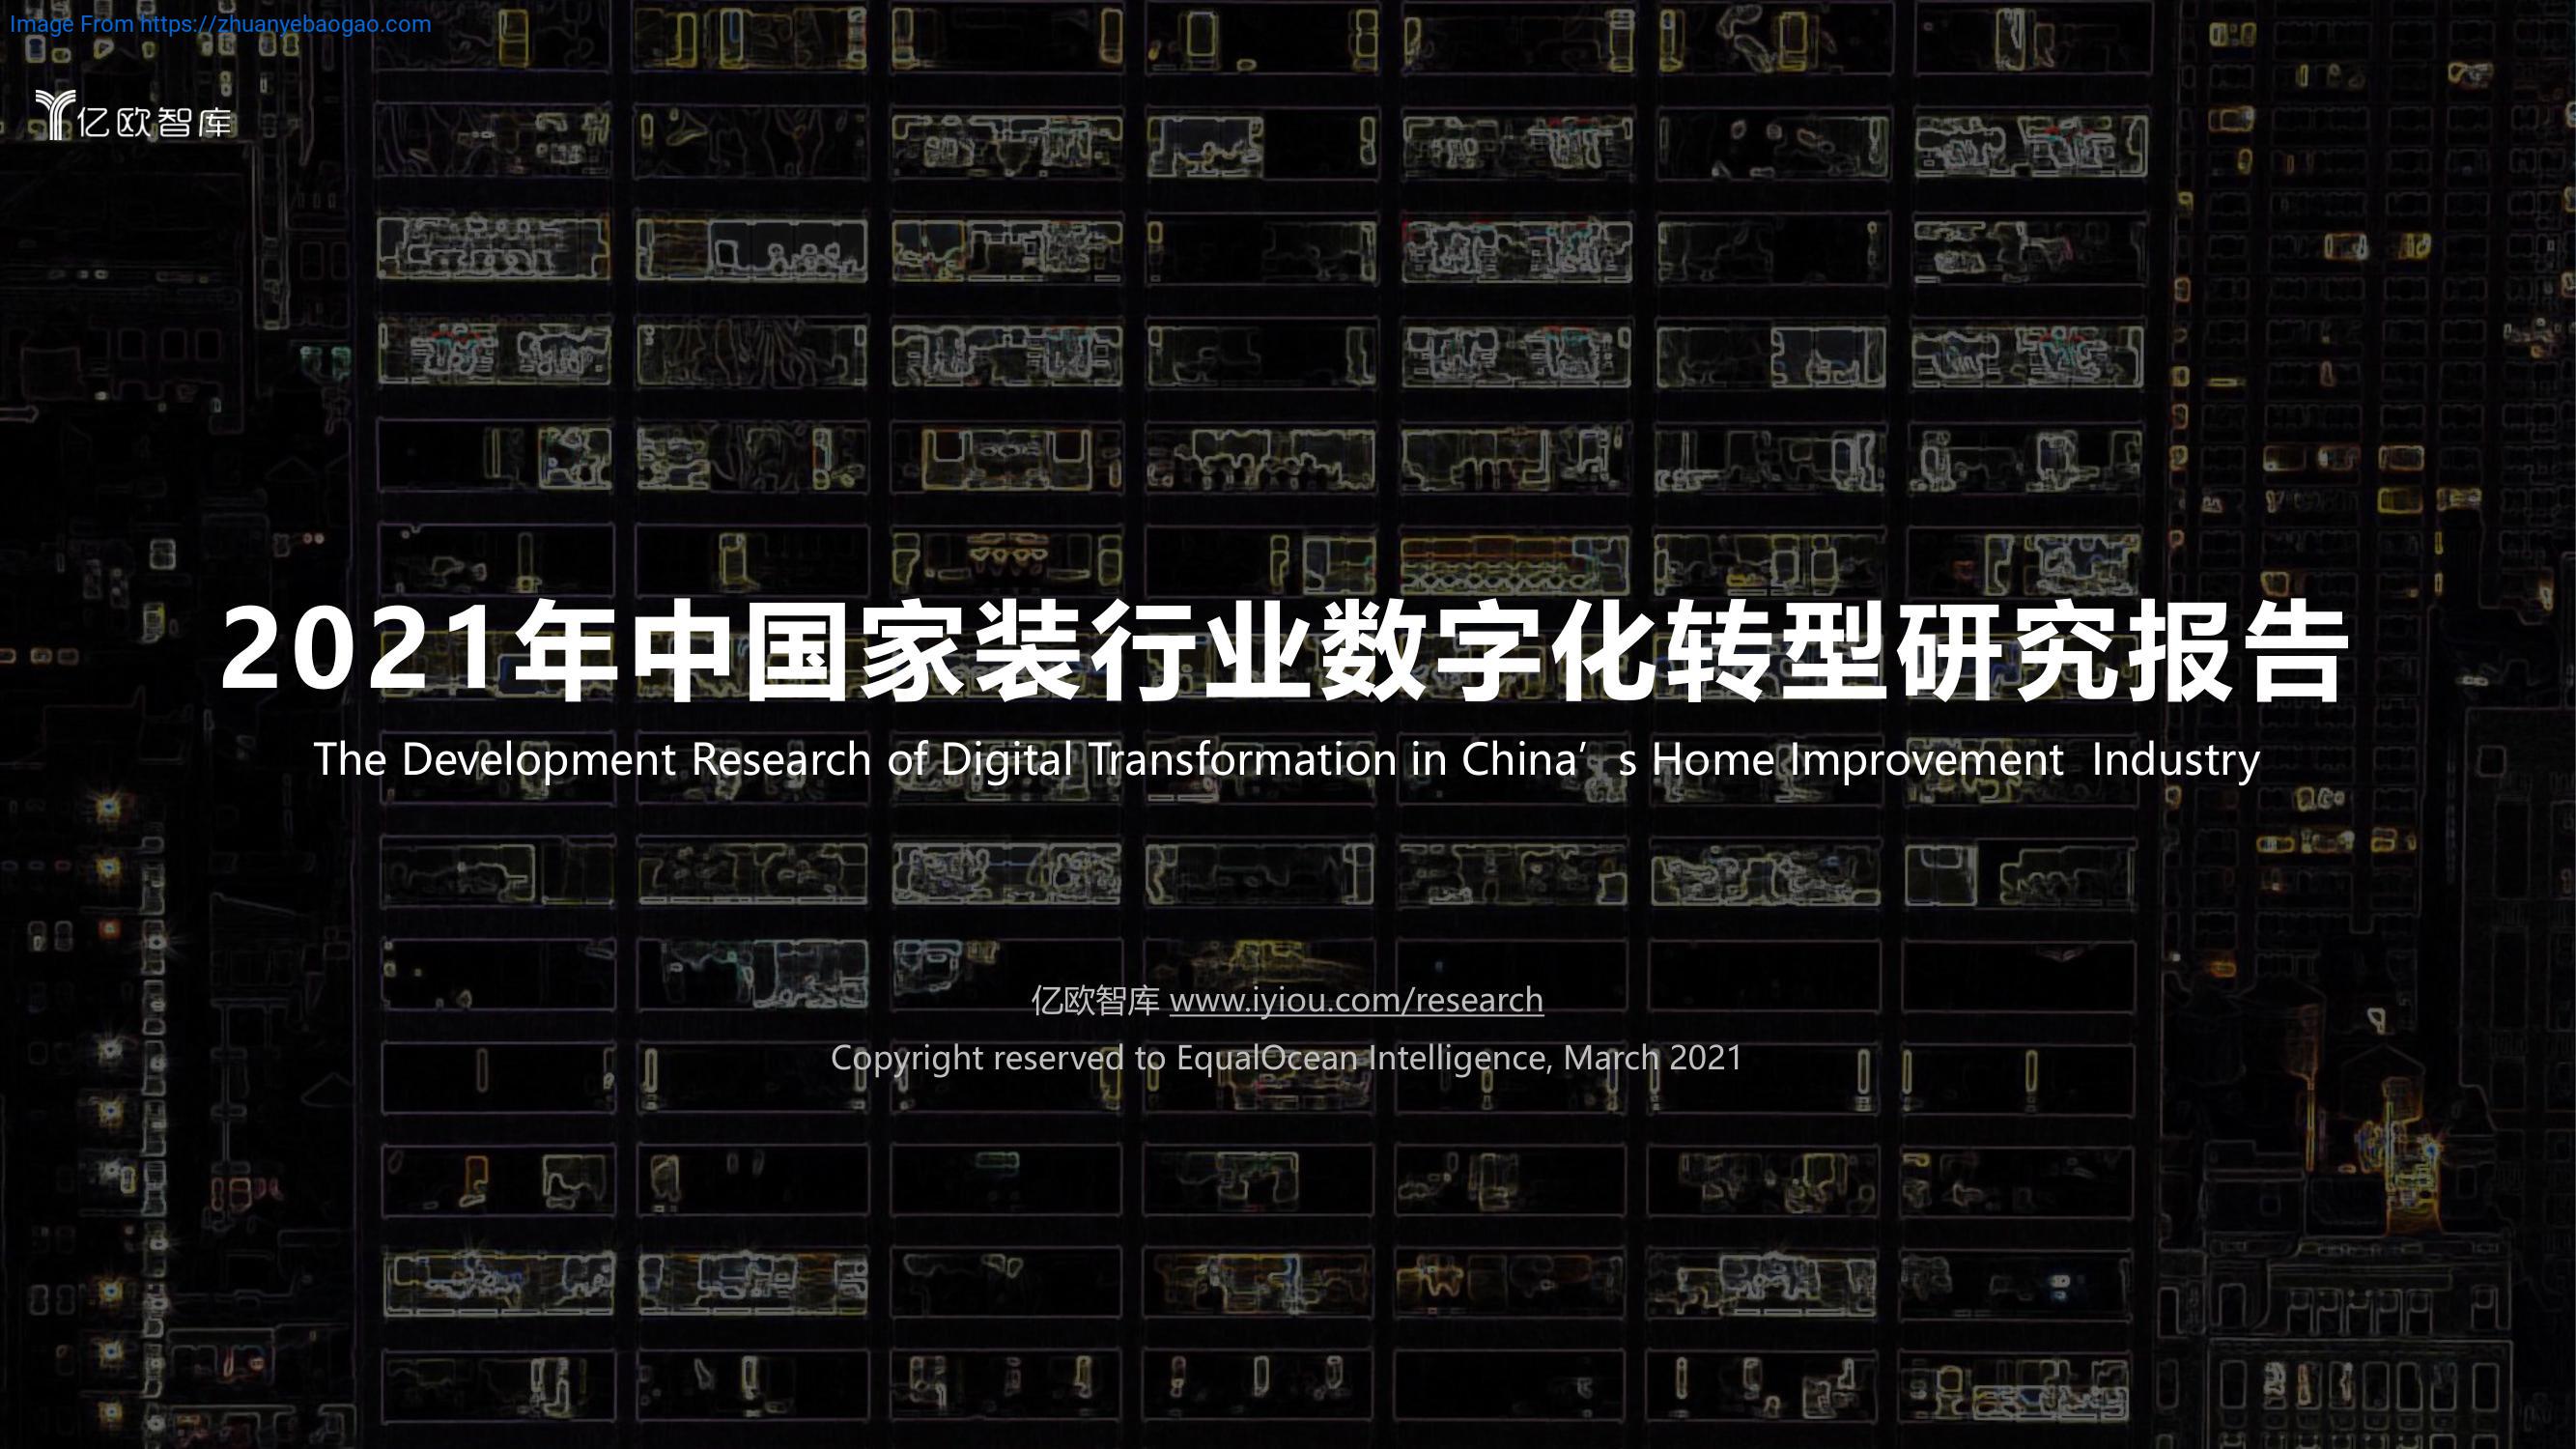 Image From https://zhuanyebaogao.com
亿欧智库
2021年中国家装行业数字化转型研究报告
The Development Research of Digital Transformation in China’s Home Improvement Industry
亿欧智库 www.iyiou.com/research
Copyright reserved to EqualOcean Intelligence, March 2021